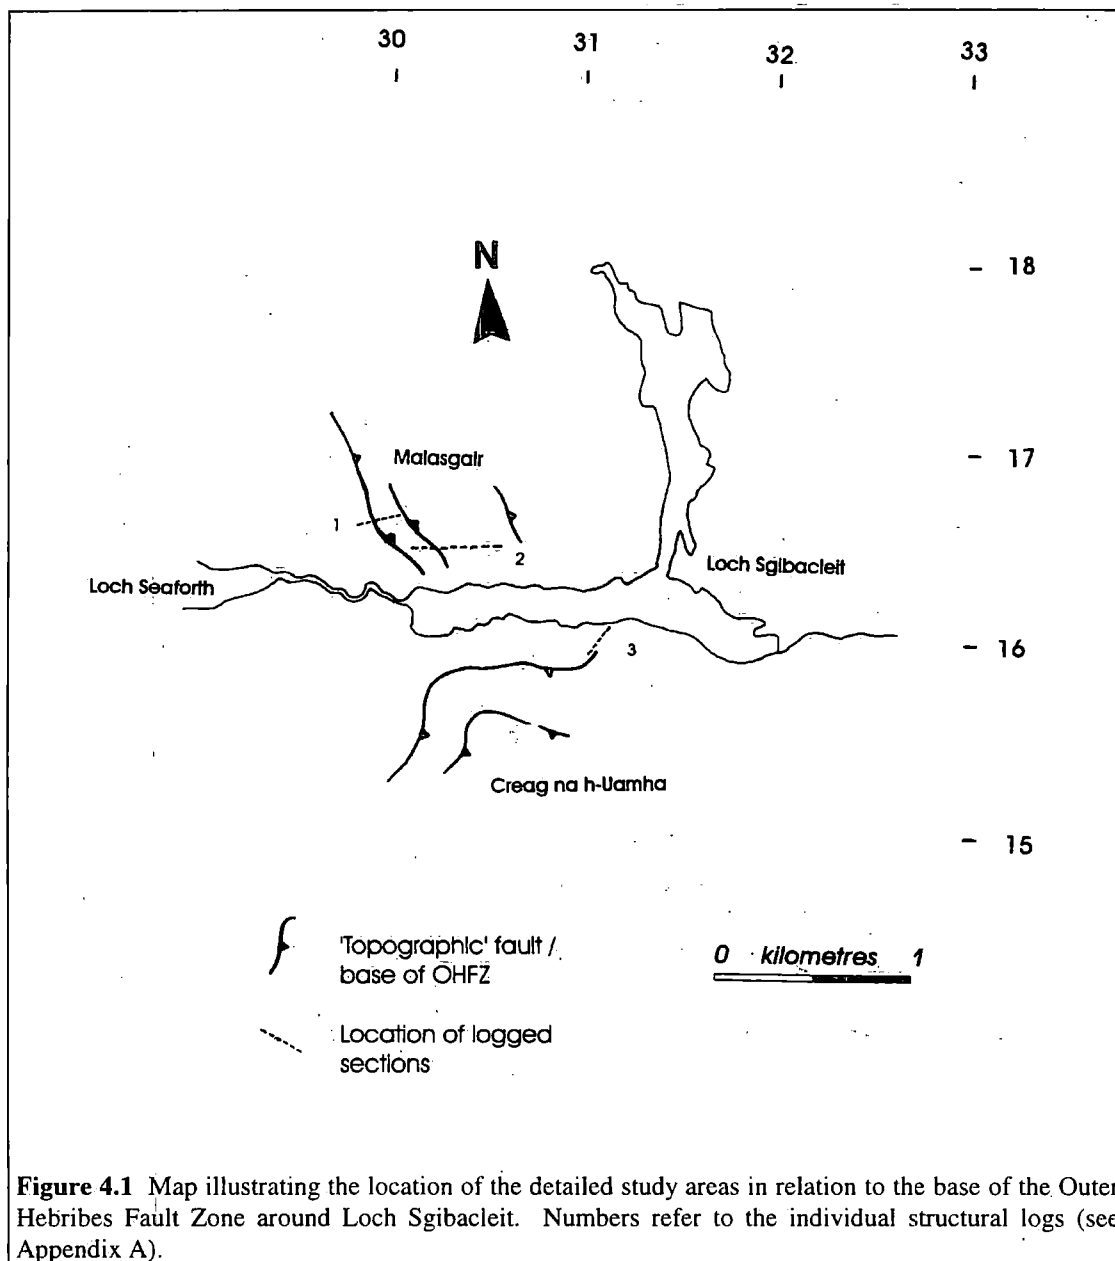 30
31
32
33
N
18
Malasgair
17
1
2
Loch Sgibacleit
Loch Seaforth
3
16
Creag na h-Uamha
15
'Topographic' fault /
base of OHFZ
0 kilometres 1
Location of logged
sections
Figure 4.1 Map illustrating the location of the detailed study areas in relation to the base of the Outer
Hebribes Fault Zone around Loch Sgibacleit. Numbers refer to the individual structural logs (see
Appendix A).